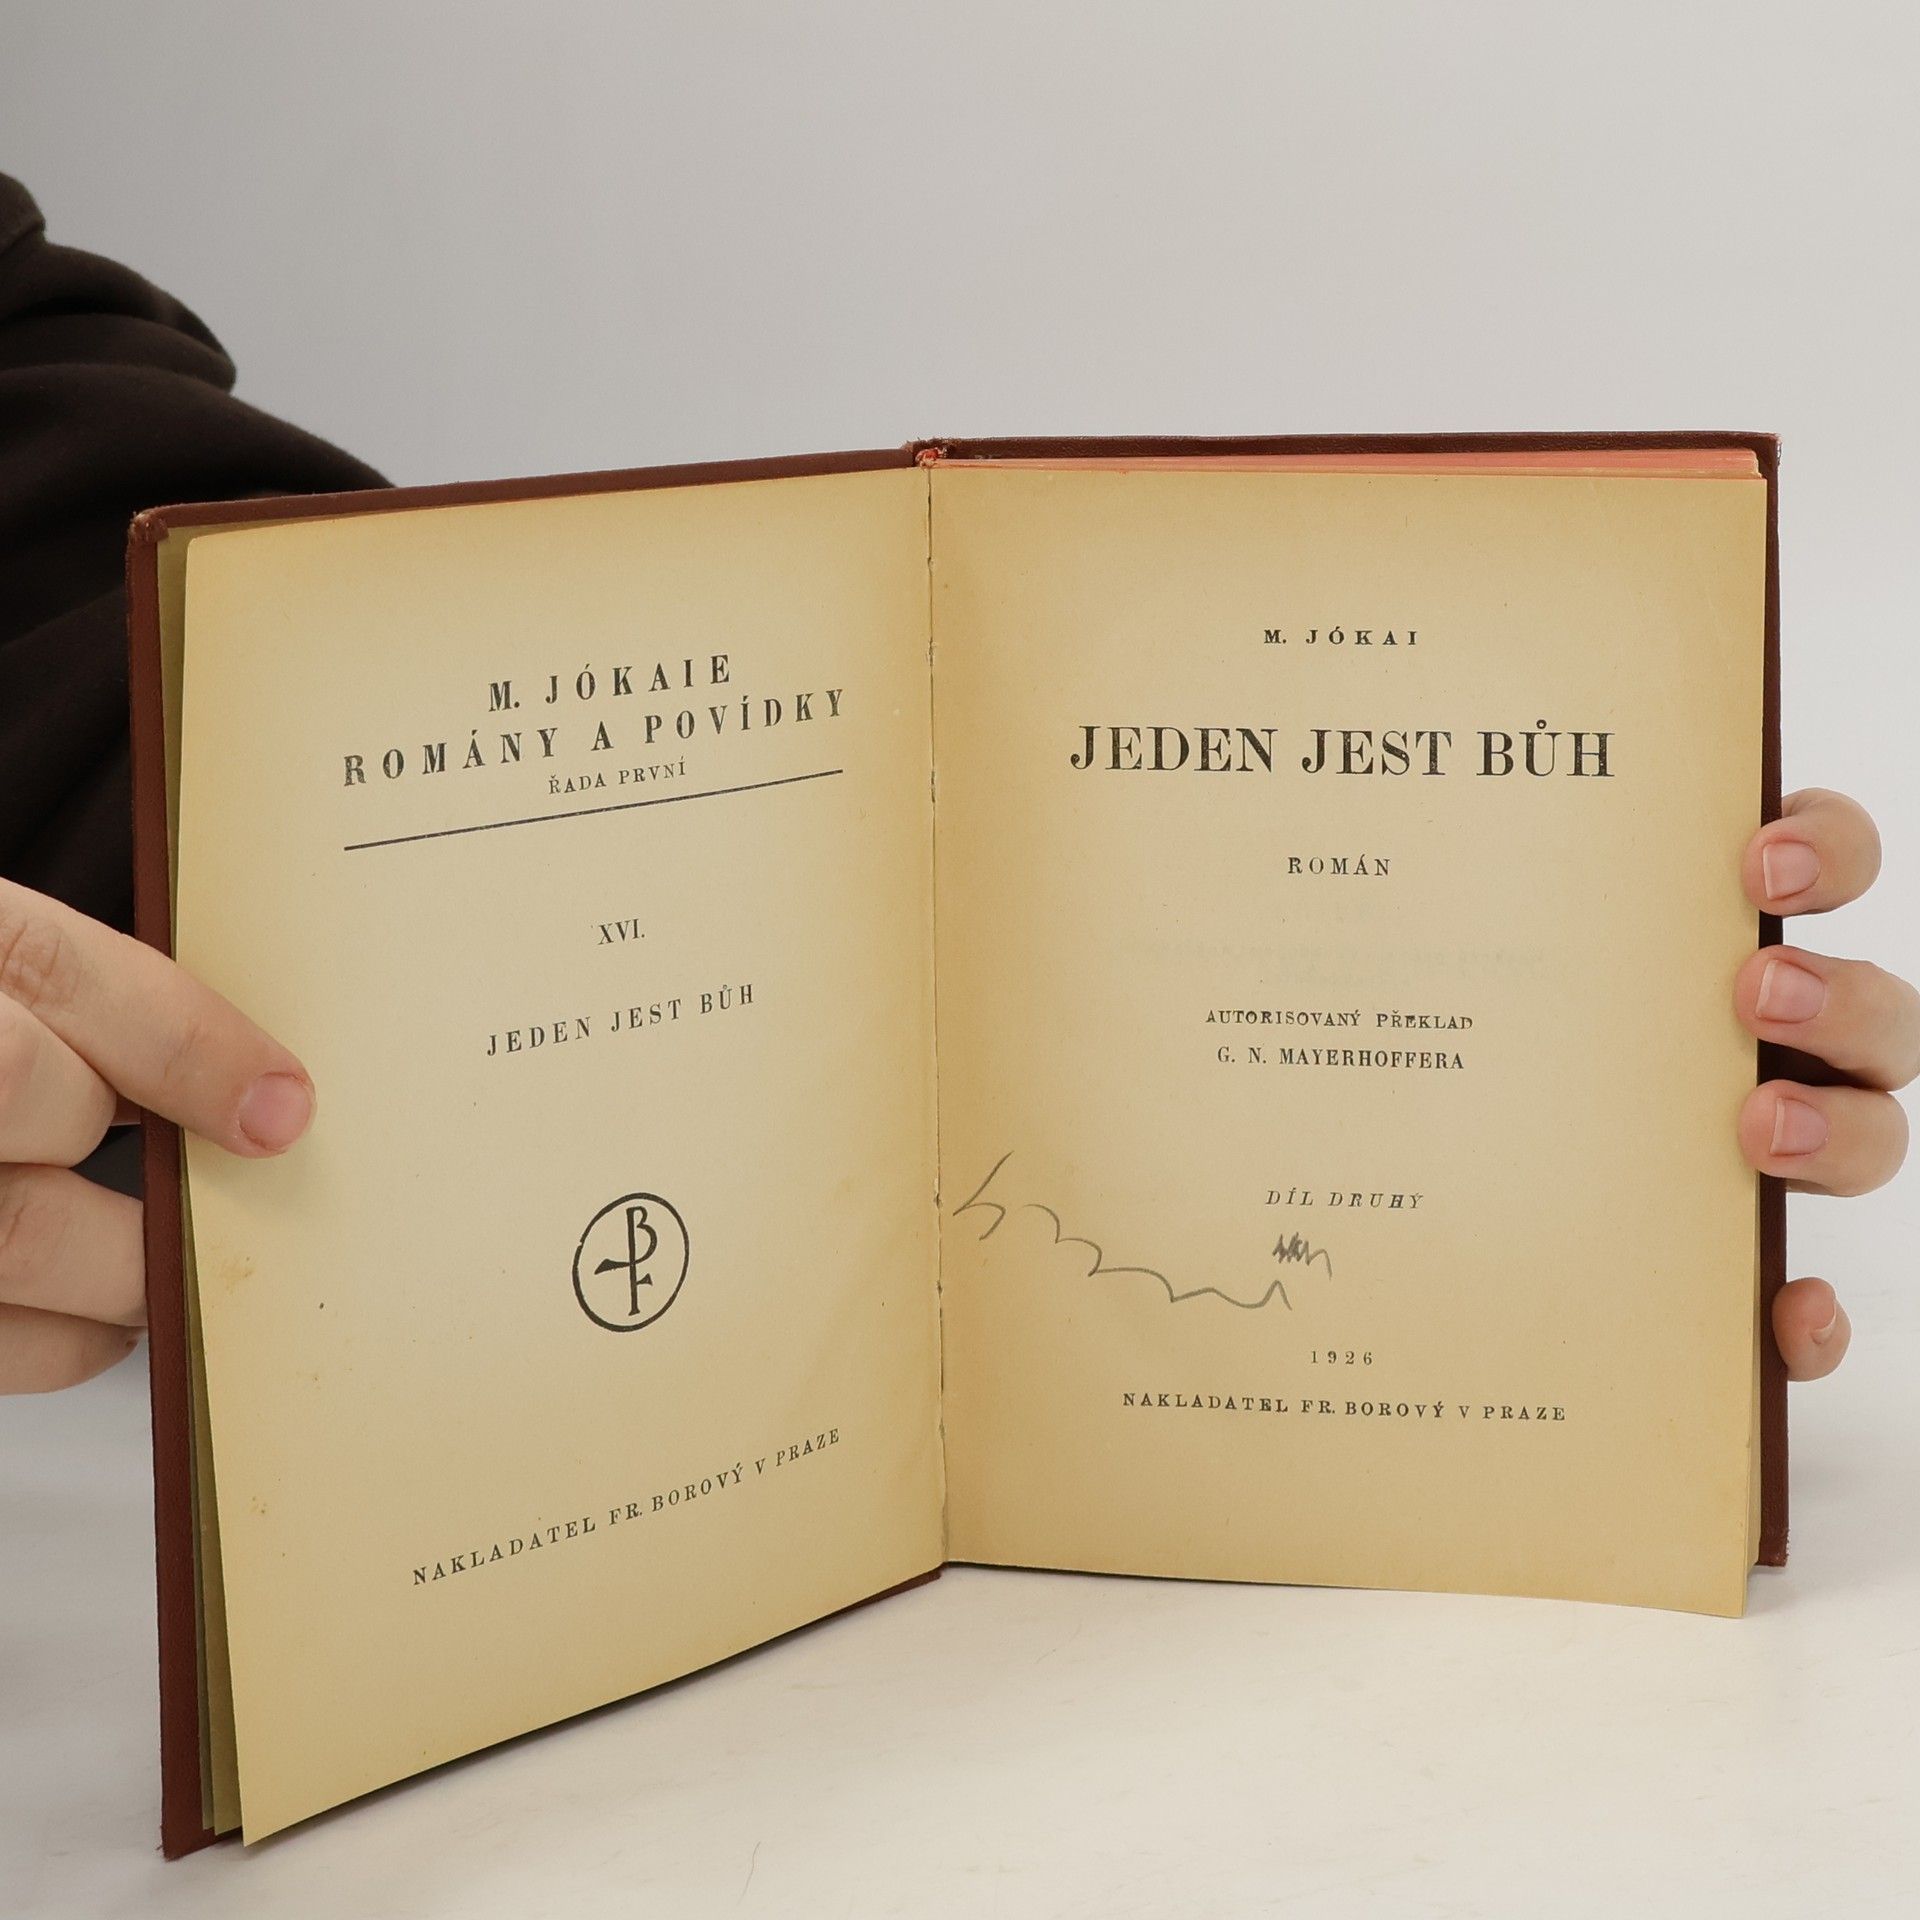 M. JÓKAIE
ROMÁNY A POVÍDKY
ŘADA PRVNÍ
XVI.
JEDEN JEST BŮH
BF
NAKLADATEL FR. BOROVÝ V PRAZE
M. JÓKAI
JEDEN JEST BŮH
ROMÁN
AUTORISOVANÝ PŘEKLAD
G. N. MAYERHOFFERA
DÍL DRUHÝ
1926
NAKLADATEL FR. BOROVÝ V PRAZE